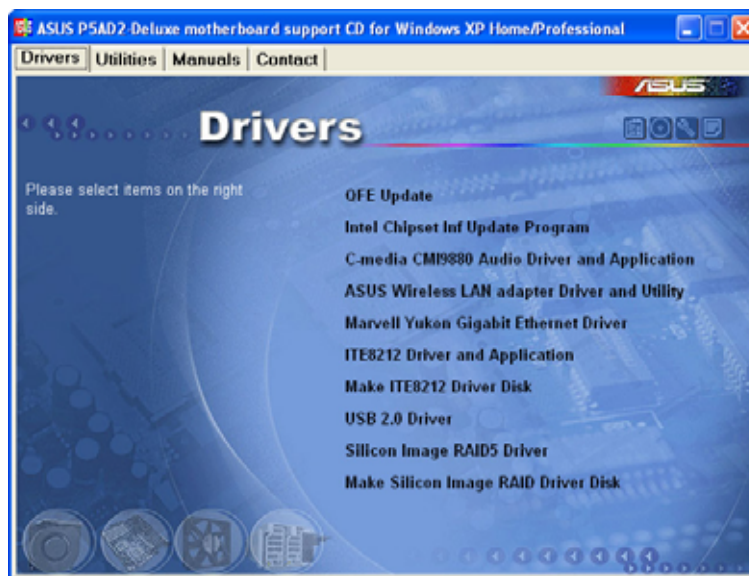 ASUS P5AD2-Deluxe motherboard support CD for Windows XP Home/Professional
Drivers Utilities Manuals Contact
ASUS
Drivers
Please select items on the right
side.
QFE Update
Intel Chipset Inf Update Program
C-media CMI9880 Audio Driver and Application
ASUS Wireless LAN adapter Driver and Utility
Marvell Yukon Gigabit Ethernet Driver
ITE8212 Driver and Application
Make ITE8212 Driver Disk
USB 2.0 Driver
Silicon Image RAID5 Driver
Make Silicon Image RAID Driver Disk